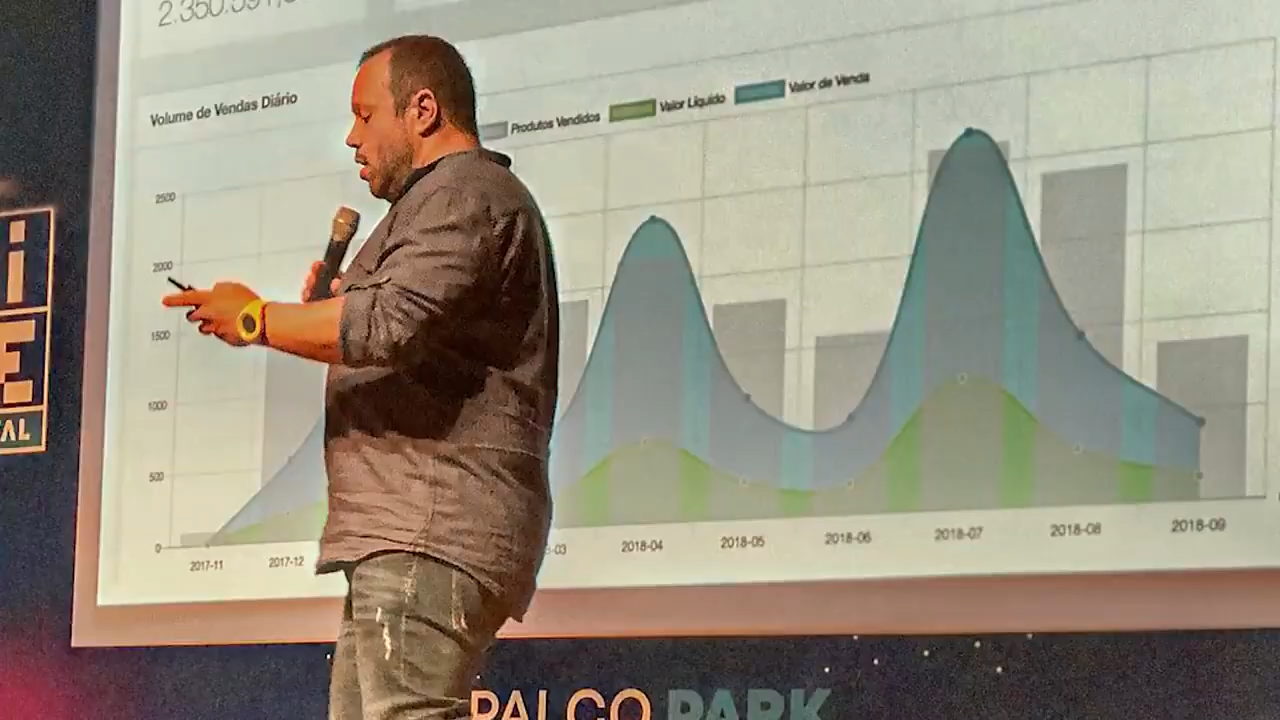 Volume de Vendas Diário
Produtos Vendidos
Valor Líquido
Valor de Venda
2500
2000
1500
1000
500
0
2017-11 2017-12 2018-04 2018-05 2018-06 2018-07 2018-08 2018-09
PALCO PARK